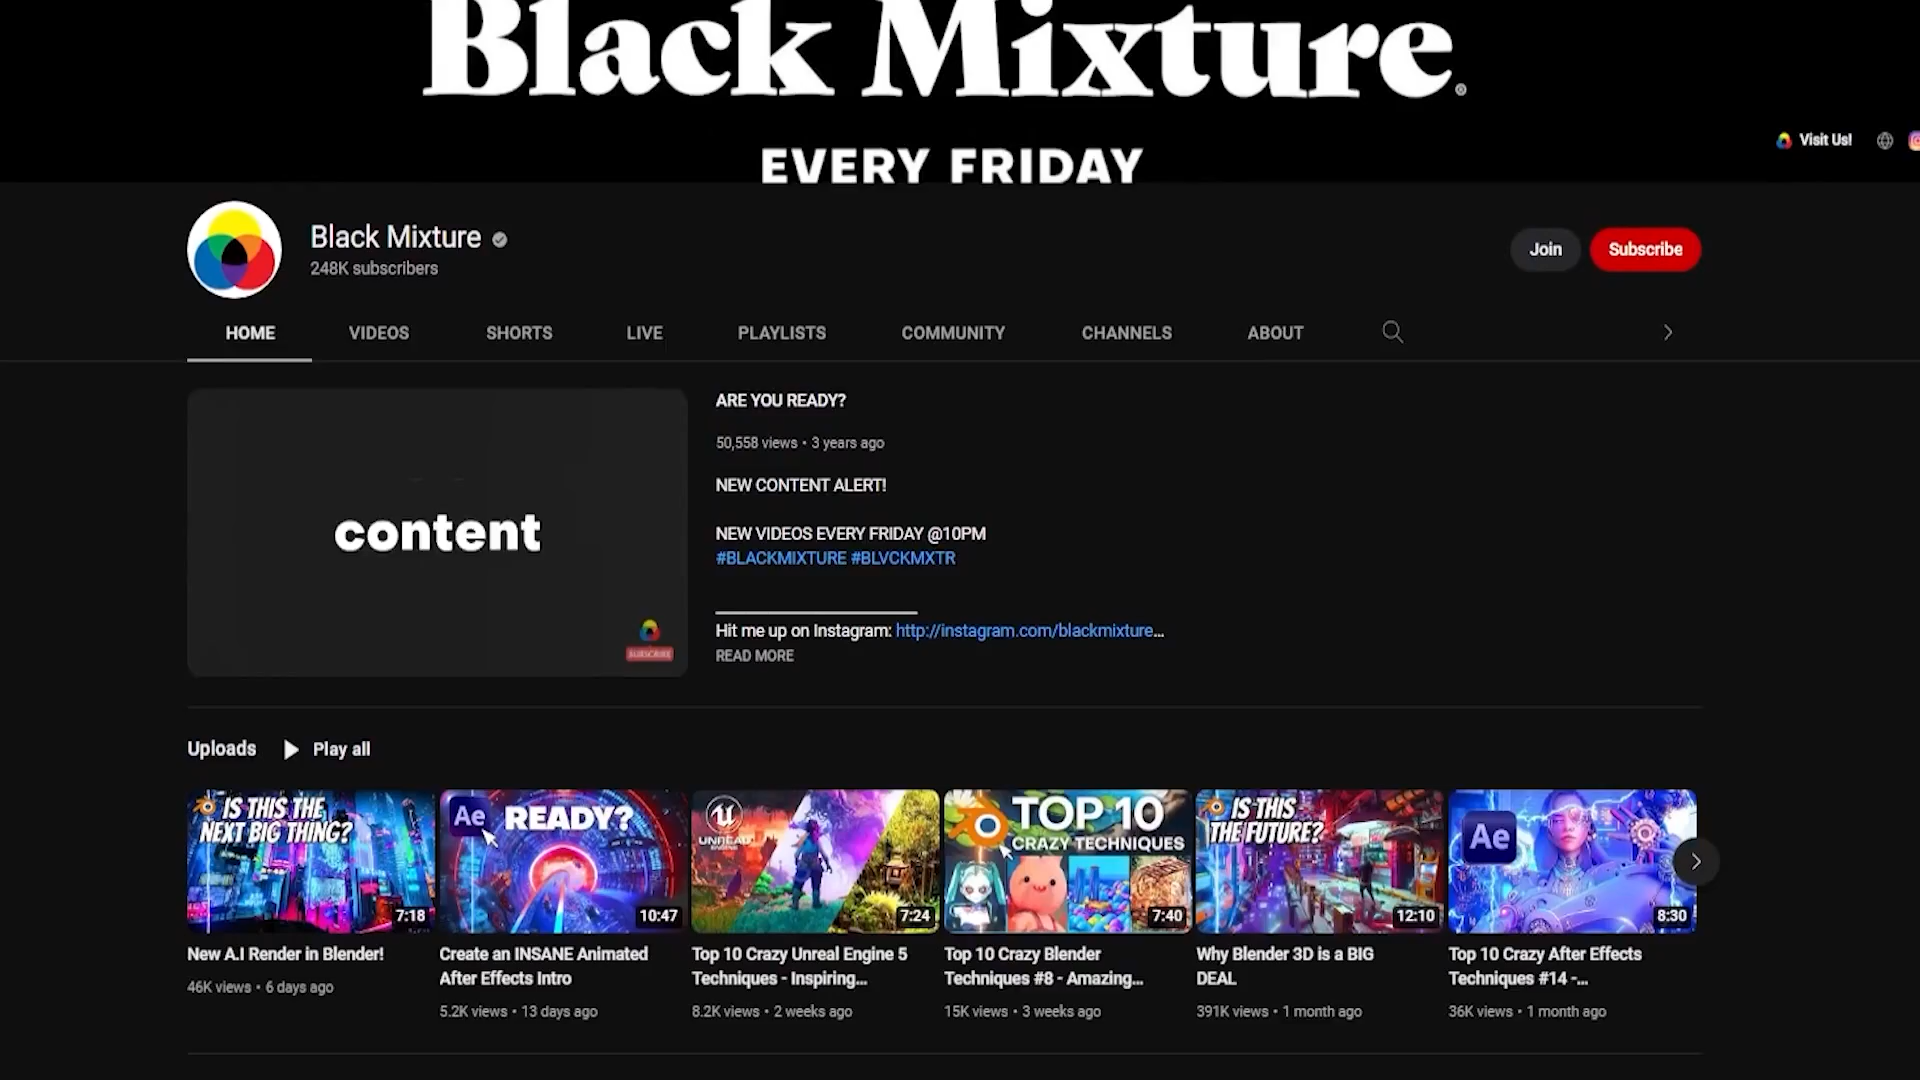 Black Mixture.®
EVERY FRIDAY
Visit Us!
Black Mixture
248K subscribers
Join
Subscribe
HOME
VIDEOS
SHORTS
LIVE
PLAYLISTS
COMMUNITY
CHANNELS
ABOUT
content
SUBSCRIBE
ARE YOU READY?
50,558 views • 3 years ago
NEW CONTENT ALERT!
NEW VIDEOS EVERY FRIDAY @10PM
#BLACKMIXTURE #BLVCKMXTR
Hit me up on Instagram: http://instagram.com/blackmixture...
READ MORE
Uploads
Play all
IS THIS THE
NEXT BIG THING?
7:18
New A.I Render in Blender!
46K views • 6 days ago
Ae READY?
10:47
Create an INSANE Animated
After Effects Intro
5.2K views • 13 days ago
UNREAL
7:24
Top 10 Crazy Unreal Engine 5
Techniques - Inspiring...
8.2K views • 2 weeks ago
TOP 10
CRAZY TECHNIQUES
7:40
Top 10 Crazy Blender
Techniques #8 - Amazing...
15K views • 3 weeks ago
IS THIS
THE FUTURE?
12:10
Why Blender 3D is a BIG
DEAL
391K views • 1 month ago
Ae
8:30
Top 10 Crazy After Effects
Techniques #14 -...
36K views • 1 month ago